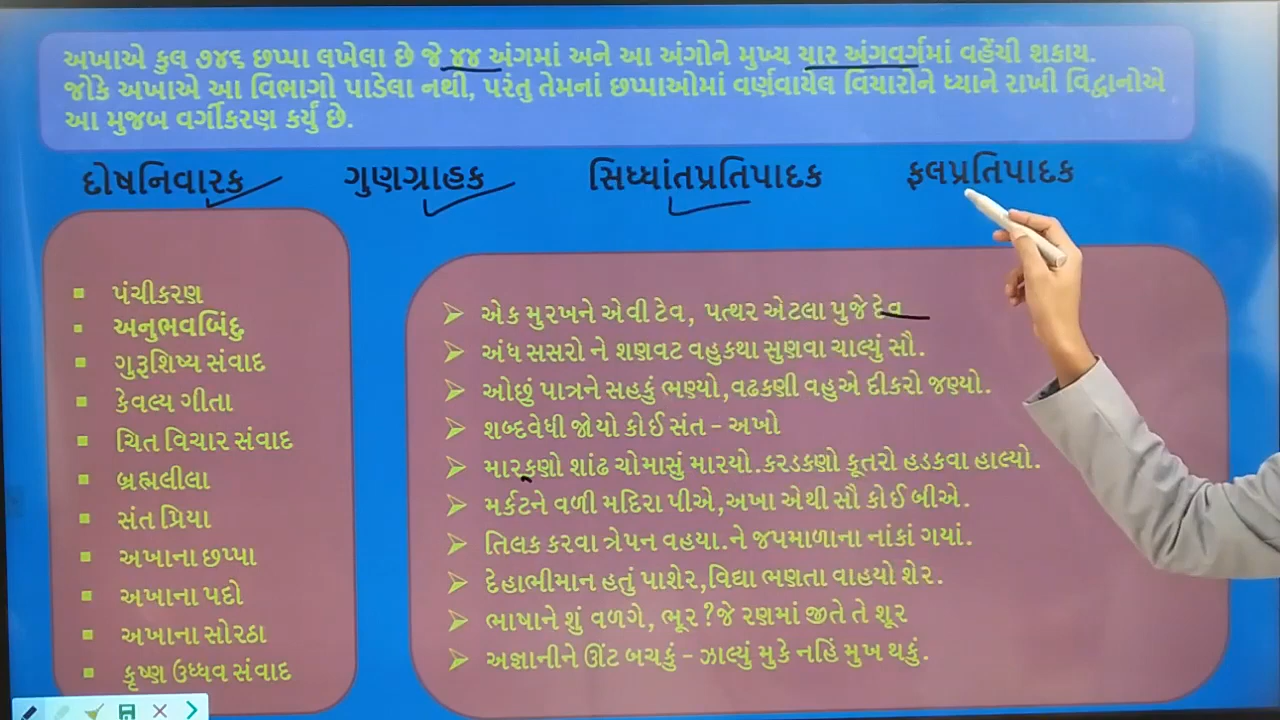 અખાએ કુલ ૭૪૬ છપ્પા લખેલા છે જે ૪૪ અંગમાં અને આ અંગોને મુખ્ય ચાર અંગવર્ગમાં વહેંચી શકાય.
જોકે અખાએ આ વિભાગો પાડેલા નથી, પરંતુ તેમનાં છપ્પાઓમાં વર્ણવાયેલ વિચારોને ધ્યાને રાખી વિદ્વાનોએ
આ મુજબ વર્ગીકરણ કર્યું છે.
દોષનિવારક ગુણગ્રાહક સિધ્ધાંતપ્રતિપાદક ફલપ્રતિપાદક
પંચીકરણ
અનુભવબિંદુ
ગુરૂશિષ્ય સંવાદ
કેવલ્ય ગીતા
ચિત વિચાર સંવાદ
બ્રહ્મલીલા
સંત પ્રિયા
અખાના છપ્પા
અખાના પદો
અખાના સોરઠા
કૃષ્ણ ઉધ્ધવ સંવાદ
એક મુરખને એવી ટેવ, પત્થર એટલા પુજે દેવ
અંધ સસરો ને શણવટ વહુકથા સુણવા ચાલ્યું સૌ.
ઓછું પાત્રને સહકું ભણ્યો,વઢકણી વહુએ દીકરો જણ્યો.
શબ્દવેધી જોયો કોઈ સંત – અખો
મારકણો શાંઢ ચોમાસું મારયો.કરડકણો કૂતરો હડકવા હાલ્યો.
મર્કટને વળી મદિરા પીએ,અખા એથી સૌ કોઈ બીએ.
તિલક કરવા ત્રેપન વહયા.ને જપમાળાના નાંકાં ગયાં.
દેહાભીમાન હતું પાશેર,વિદ્યા ભણતા વાહયો શેર.
ભાષાને શું વળગે, ભૂર ?જે રણમાં જીતે તે શૂર
અજ્ઞાનીને ઊંટ બચકું – ઝાલ્યું મુકે નહિં મુખ થકું.